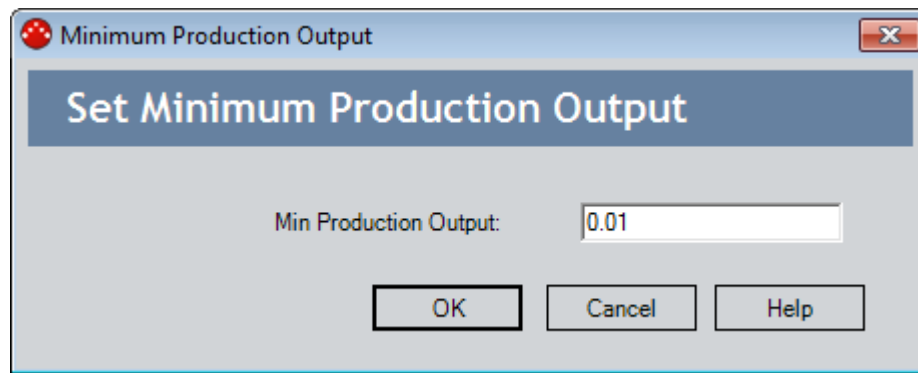 Minimum Production Output
Set Minimum Production Output
Min Production Output: 0.01
OK Cancel Help